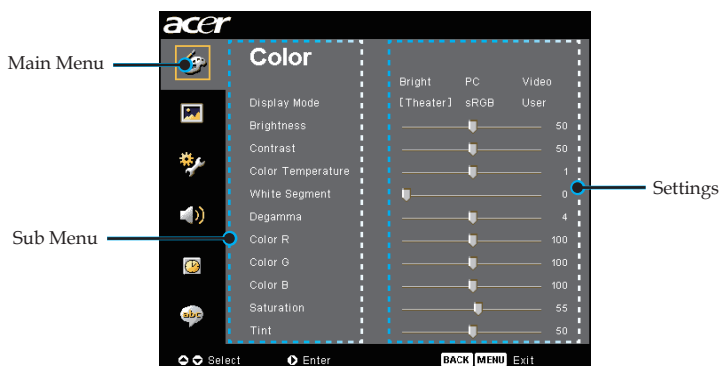 acer
Main Menu
Color
Bright PC Video
Display Mode [Theater] sRGB User
Brightness 50
Contrast 50
Color Temperature 1
White Segment 0
Settings
Degamma 4
Sub Menu
Color R 100
Color G 100
Color B 100
Saturation 55
abc
Tint 50
Select Enter BACK MENU Exit